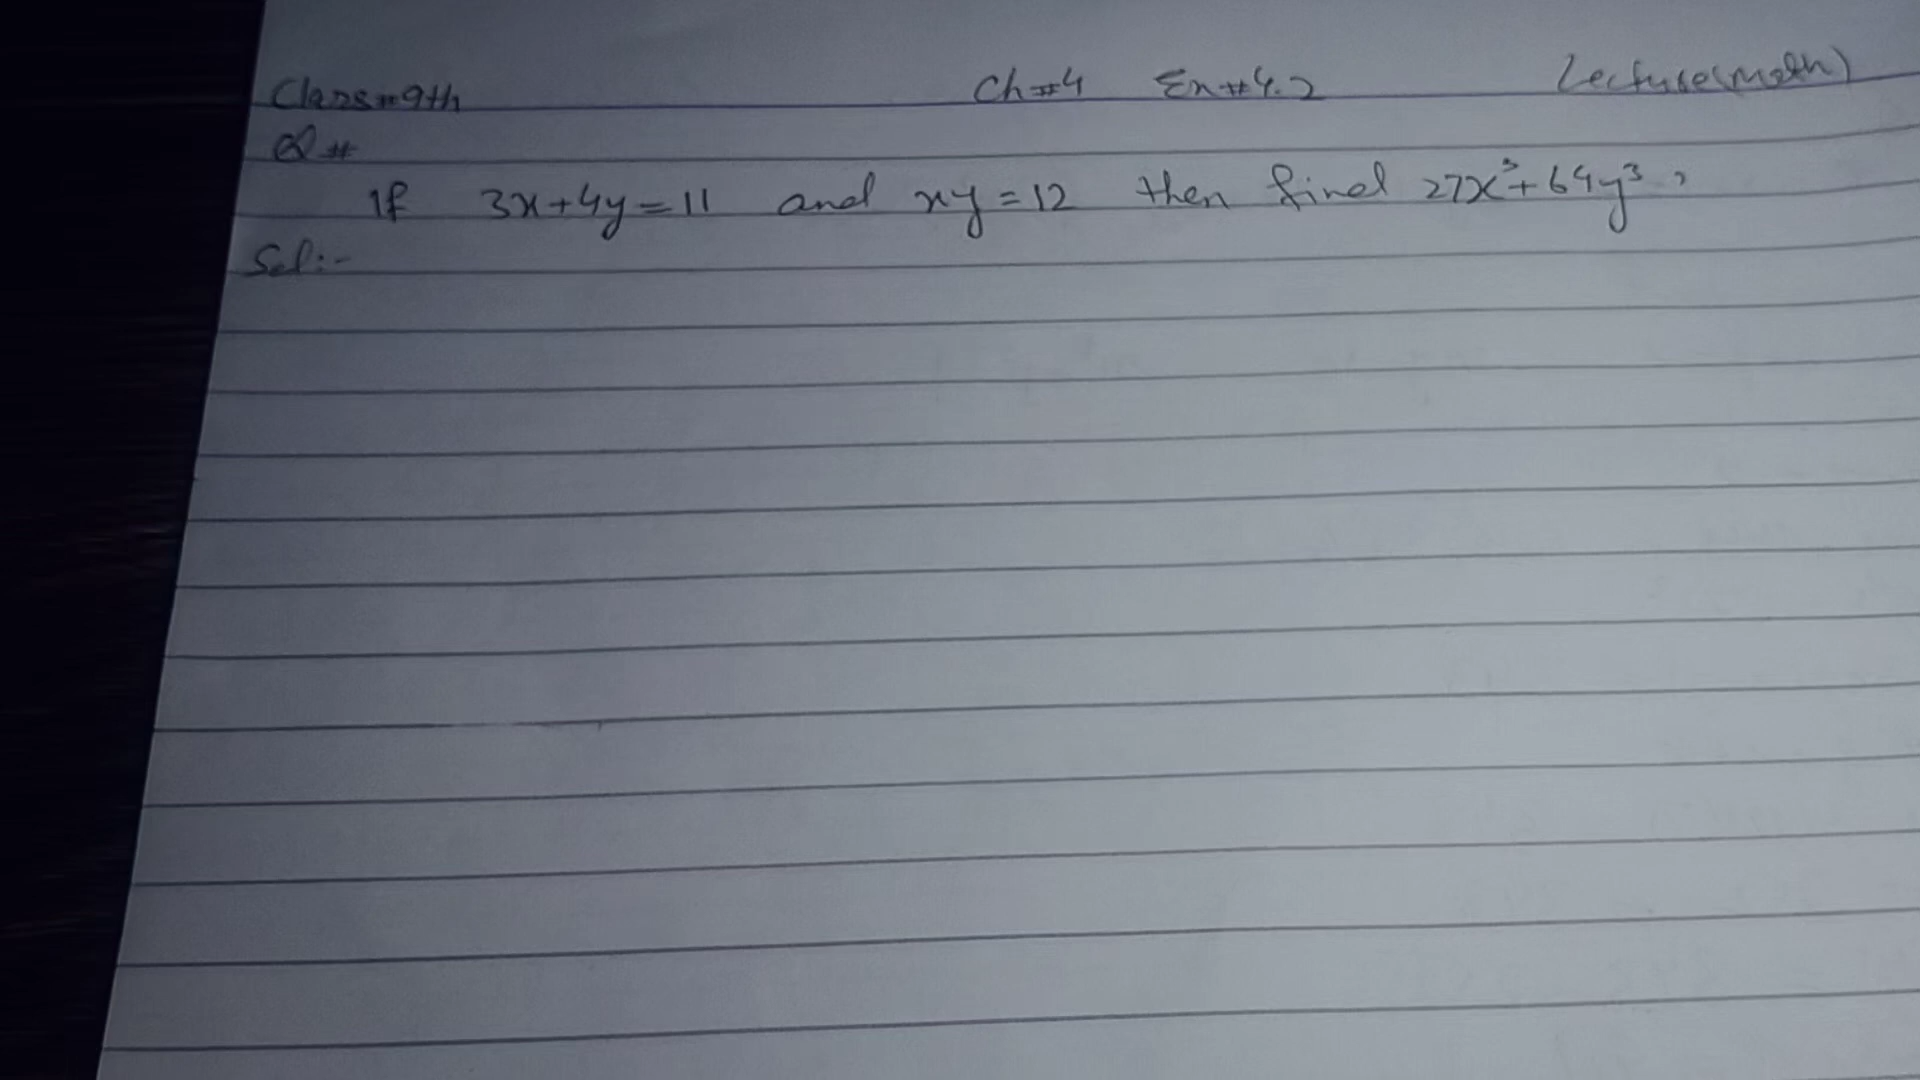 Class#9th Ch#4 Ex#4.2 Lecture(Math)
Q#
If 3x+4y=11 and xy=12 then find 27x³+64y³?
Sol:-